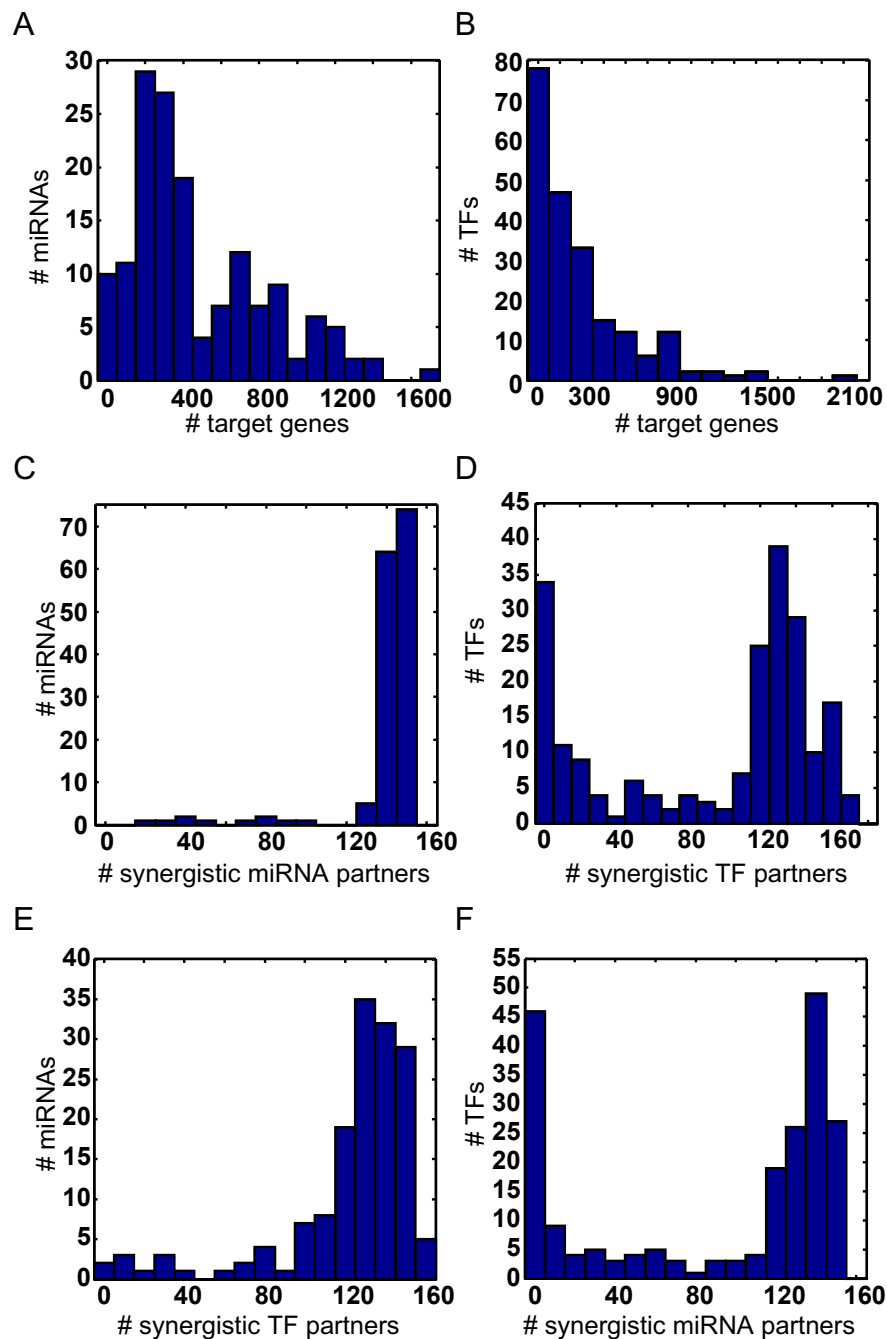 A
30
25
20
15
10
5
0
# miRNAs
0 400 800 1200 1600
# target genes
B
80
70
60
50
40
30
20
10
0
# TFs
0 300 900 1500 2100
# target genes
C
70
60
50
40
30
20
10
0
# miRNAs
0 40 80 120 160
# synergistic miRNA partners
D
45
40
35
30
25
20
15
10
5
0
# TFs
0 40 80 120 160
# synergistic TF partners
E
40
35
30
25
20
15
10
5
0
# miRNAs
0 40 80 120 160
# synergistic TF partners
F
55
50
45
40
35
30
25
20
15
10
5
0
# TFs
0 40 80 120 160
# synergistic miRNA partners